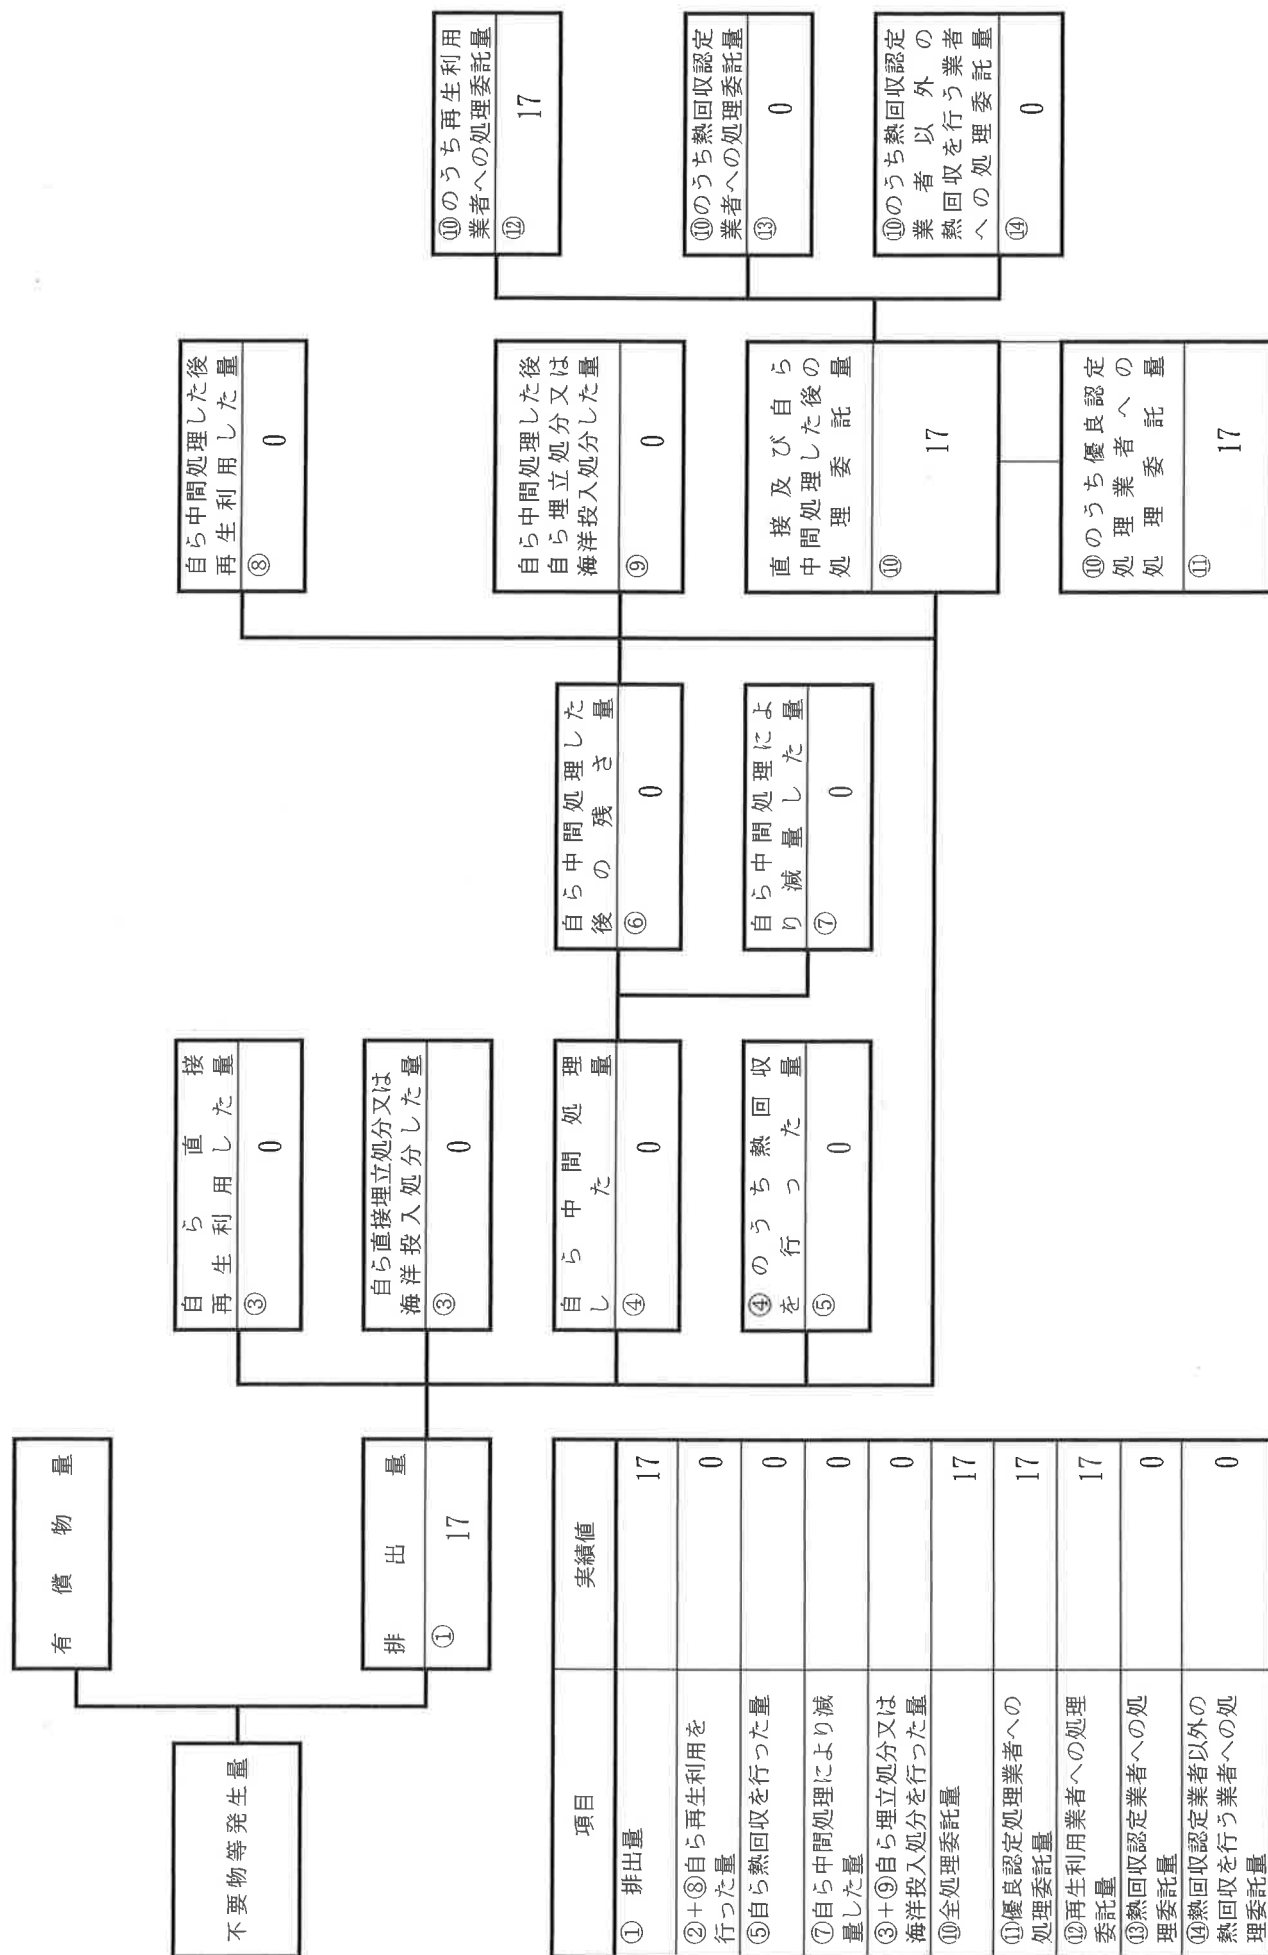 不要物等発生量
有償物量
排出量
①
17
自ら直接
再生利用した量
③
0
自ら直接埋立処分又は
海洋投入処分した量
③
0
自ら中間処理
した量
④
0
④のうち熱回収
を行った量
⑤
0
自ら中間処理した
後の残さ量
⑥
0
自ら中間処理によ
り減量した量
⑦
0
自ら中間処理した後
再生利用した量
⑧
0
自ら中間処理した後
自ら埋立処分又は
海洋投入処分した量
⑨
0
直接及び自ら
中間処理した後の
処理委託量
⑩
17
⑩のうち優良認定
処理業者への
処理委託量
⑪
17
⑩のうち再生利用
業者への処理委託量
⑫
17
⑩のうち熱回収認定
業者への処理委託量
⑬
0
⑩のうち熱回収認定
業者以外の
熱回収を行う業者
への処理委託量
⑭
0
項目 実績値
① 排出量 17
②+⑧自ら再生利用を
行った量 0
⑤自ら熱回収を行った量 0
⑦自ら中間処理により減
量した量 0
③+⑨自ら埋立処分又は
海洋投入処分を行った量 0
⑩全処理委託量 17
⑪優良認定処理業者への
処理委託量 17
⑫再生利用業者への処理
委託量 17
⑬熱回収認定業者への処
理委託量 0
⑭熱回収認定業者以外の
熱回収を行う業者への処
理委託量 0